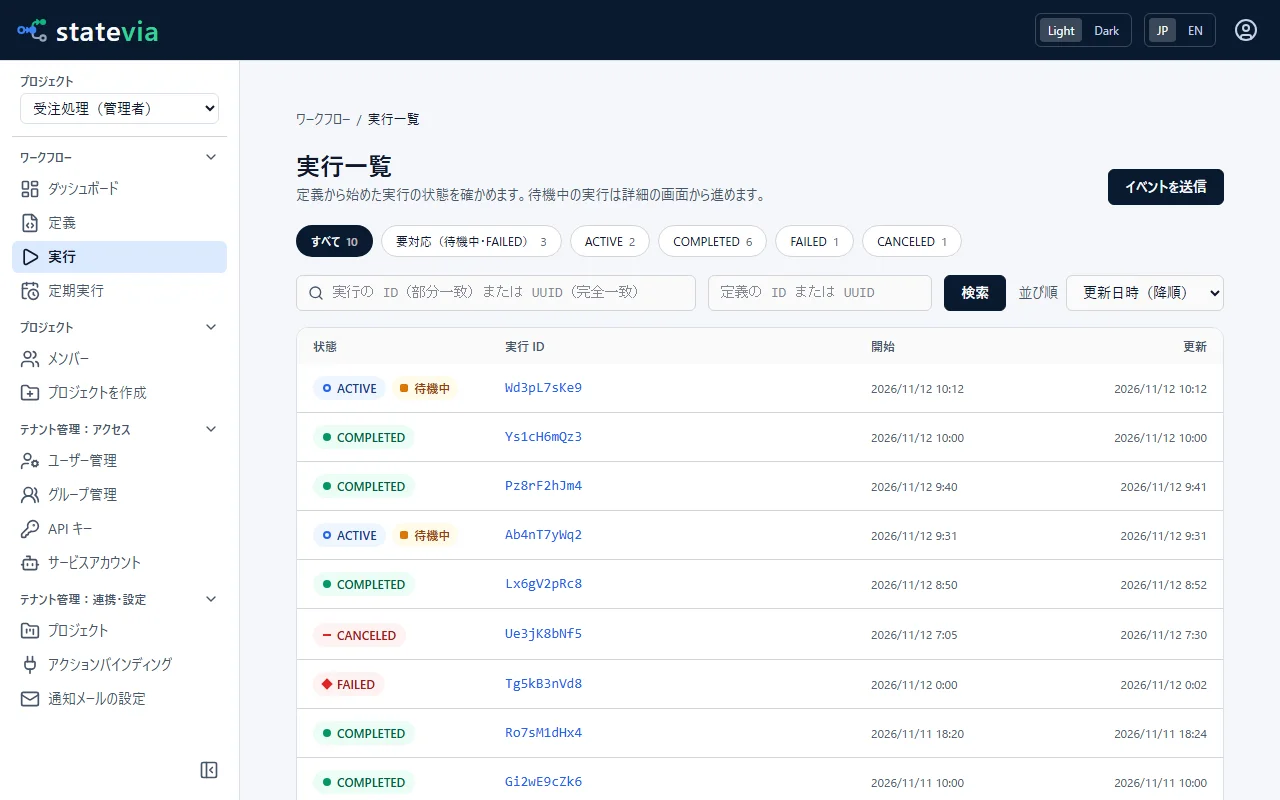 statevia
Light Dark JP EN
プロジェクト
受注処理（管理者）
ワークフロー
ダッシュボード
定義
実行
定期実行
プロジェクト
メンバー
プロジェクトを作成
テナント管理：アクセス
ユーザー管理
グループ管理
API キー
サービスアカウント
テナント管理：連携・設定
プロジェクト
アクションバインディング
通知メールの設定
ワークフロー / 実行一覧
実行一覧
定義から始めた実行の状態を確かめます。待機中の実行は詳細の画面から進めます。
イベントを送信
すべて 10 要対応（待機中・FAILED） 3 ACTIVE 2 COMPLETED 6 FAILED 1 CANCELED 1
実行の ID（部分一致）または UUID（完全一致） 定義の ID または UUID 検索 並び順 更新日時（降順）
状態 実行 ID 開始 更新
ACTIVE 待機中 Wd3pL7sKe9 2026/11/12 10:12 2026/11/12 10:12
COMPLETED Ys1cH6mQz3 2026/11/12 10:00 2026/11/12 10:00
COMPLETED Pz8rF2hJm4 2026/11/12 9:40 2026/11/12 9:41
ACTIVE 待機中 Ab4nT7yWq2 2026/11/12 9:31 2026/11/12 9:31
COMPLETED Lx6gV2pRc8 2026/11/12 8:50 2026/11/12 8:52
CANCELED Ue3jK8bNf5 2026/11/12 7:05 2026/11/12 7:30
FAILED Tg5kB3nVd8 2026/11/12 0:00 2026/11/12 0:02
COMPLETED Ro7sM1dHx4 2026/11/11 18:20 2026/11/11 18:24
COMPLETED Gi2wE9cZk6 2026/11/11 10:00 2026/11/11 10:00